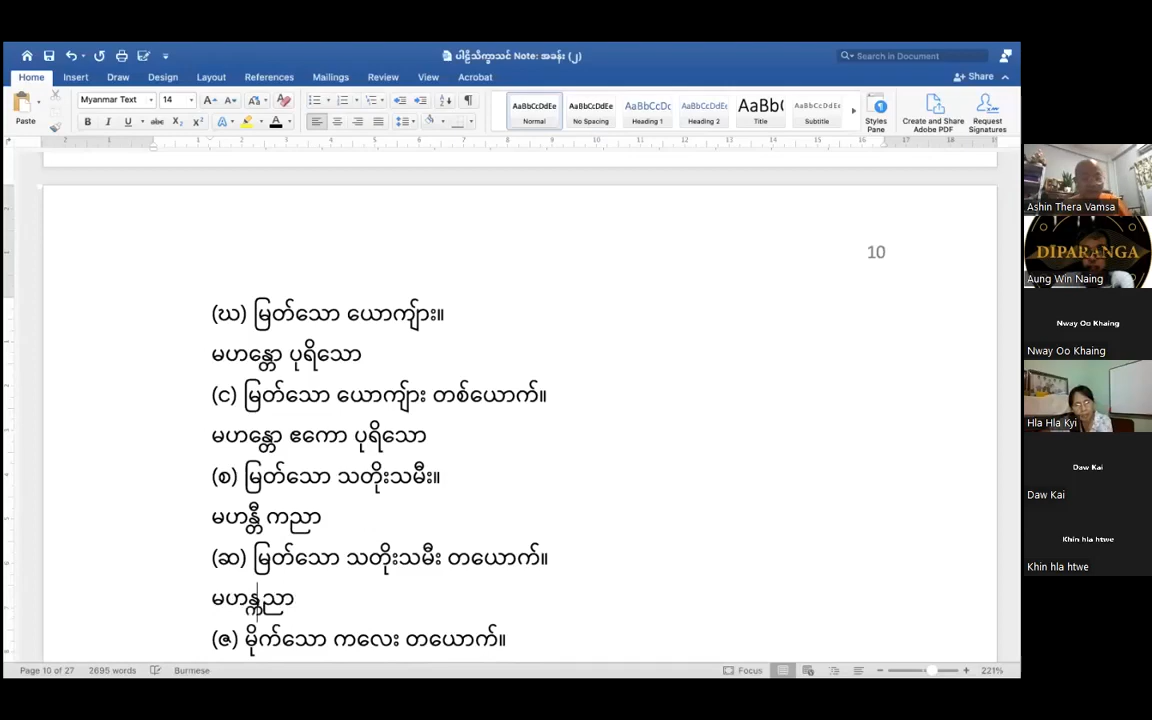 ပါဠိသိက္ခာသင် Note: အခန်း (၂)
Search in Document
Home Insert Draw Design Layout References Mailings Review View Acrobat
Share
Paste
Myanmar Text 14
AaBbCcDdEe AaBbCcDdEe AaBbCcDc AaBbCcDdEe AaBb( AaBbCcDdEe
Normal No Spacing Heading 1 Heading 2 Title Subtitle
Styles Pane
Create and Share Adobe PDF
Request Signatures
10
(ဃ) မြတ်သော ယောကျ်ား။
မဟန္တော ပုရိသော
(င) မြတ်သော ယောကျ်ား တစ်ယောက်။
မဟန္တော ဧကော ပုရိသော
(စ) မြတ်သော သတိုးသမီး။
မဟန္တီ ကညာ
(ဆ) မြတ်သော သတိုးသမီး တယောက်။
မဟန္ကညာ
(ဇ) မိုက်သော ကလေး တယောက်။
Page 10 of 27 2695 words Burmese Focus 221%
Ashin Thera Vamsa
DIPARANGA
Aung Win Naing
Nway Oo Khaing
Nway Oo Khaing
Hla Hla Kyi
Daw Kai
Daw Kai
Khin hla htwe
Khin hla htwe